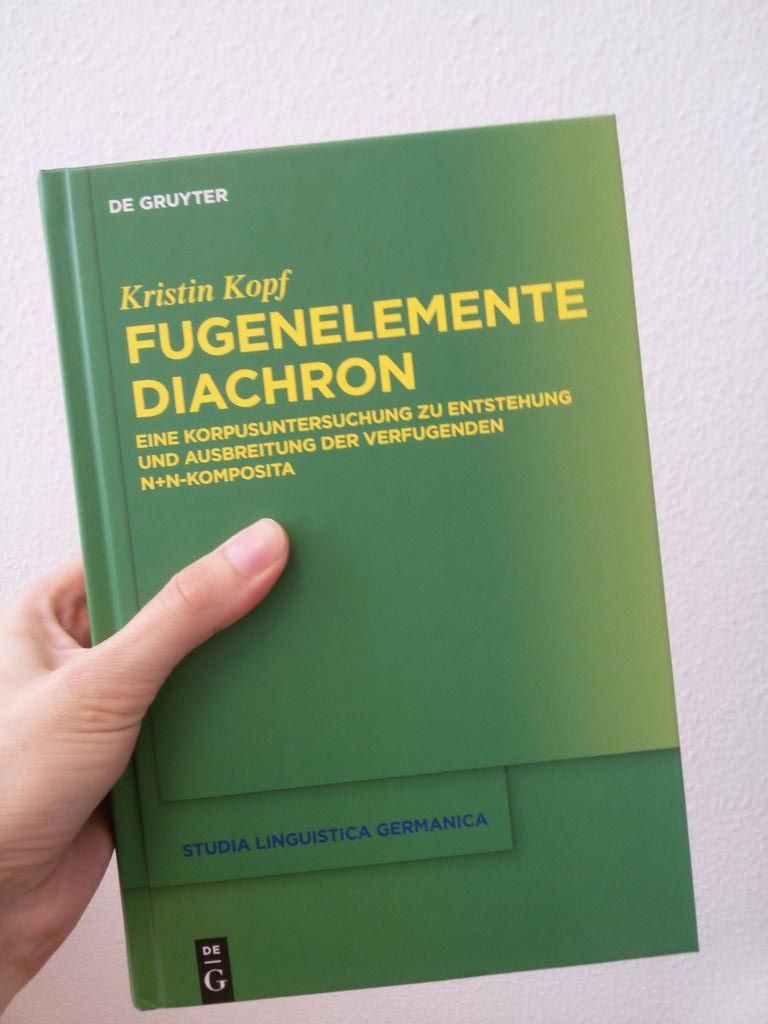 DE GRUYTER
Kristin Kopf
FUGENELEMENTE
DIACHRON
EINE KORPUSUNTERSUCHUNG ZU ENTSTEHUNG
UND AUSBREITUNG DER VERFUGENDEN
N+N-KOMPOSITA
STUDIA LINGUISTICA GERMANICA
DE
G